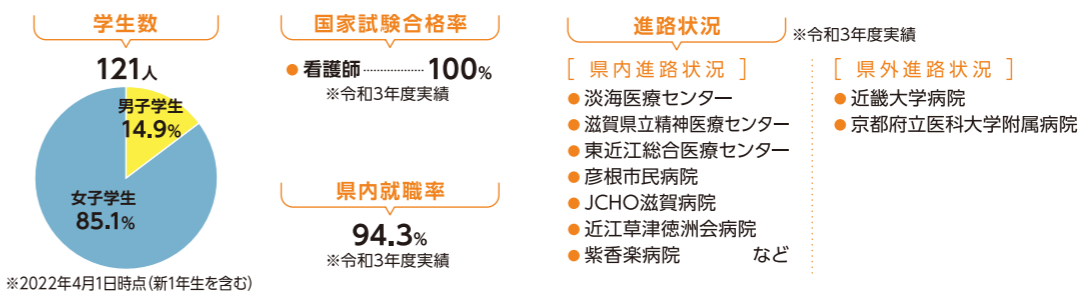 学生数
121人
男子学生
14.9%
女子学生
85.1%
※2022年4月1日時点(新1年生を含む)
国家試験合格率
●看護師………………100%
※令和3年度実績
県内就職率
94.3%
※令和3年度実績
進路状況
※令和3年度実績
[県内進路状況]
●淡海医療センター
●滋賀県立精神医療センター
●東近江総合医療センター
●彦根市民病院
●JCHO滋賀病院
●近江草津徳洲会病院
●紫香楽病院 など
[県外進路状況]
●近畿大学病院
●京都府立医科大学附属病院